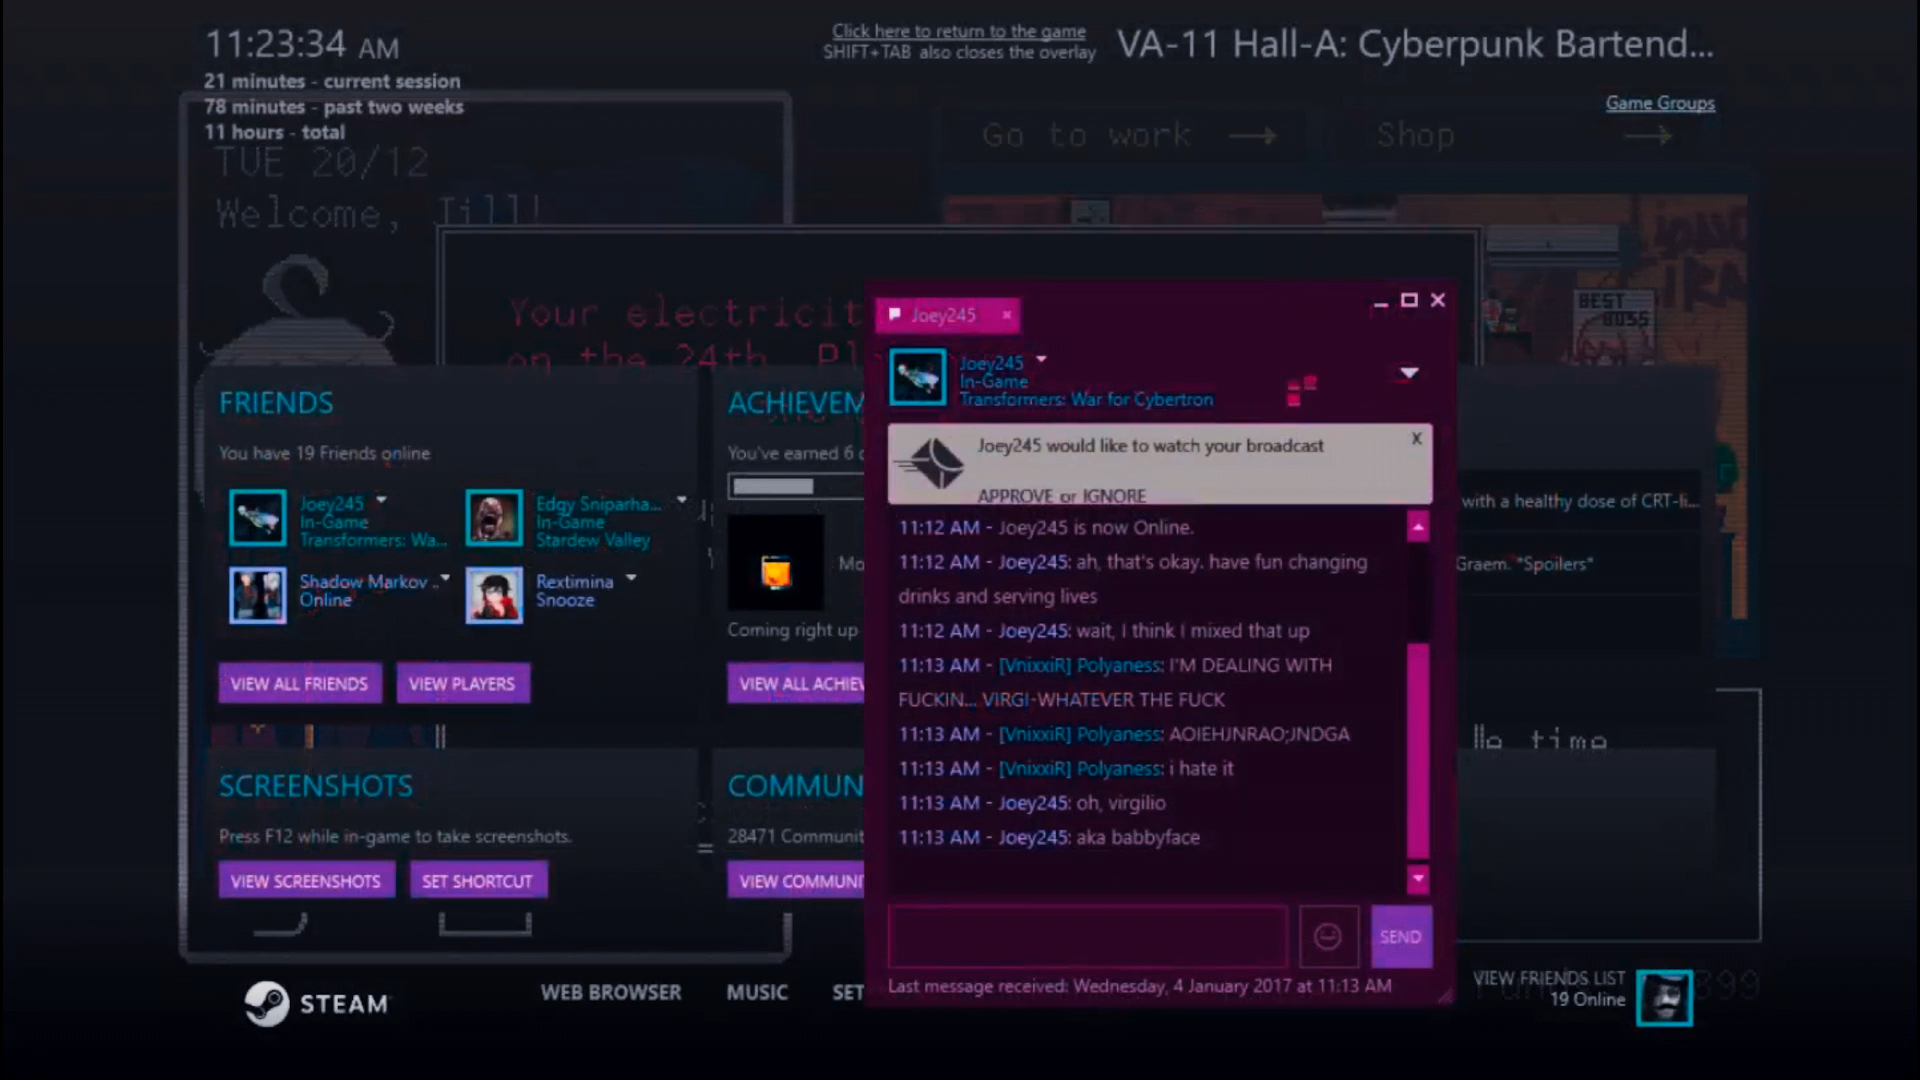 11:23:34 AM
21 minutes - current session
78 minutes - past two weeks
11 hours - total
Click here to return to the game
SHIFT+TAB also closes the overlay
VA-11 Hall-A: Cyberpunk Bartend...
Game Groups
TUE 20/12
Welcome, Jill!
Go to work
Shop
BEST
BOSS
Your electricit
on the 24th. Pl
FRIENDS
You have 19 Friends online
Joey245
In-Game
Transformers: Wa...
Edgy Sniparha...
In-Game
Stardew Valley
Shadow Markov ..
Online
Rextimina
Snooze
VIEW ALL FRIENDS
VIEW PLAYERS
ACHIEVEM
You've earned 6
Mo
Coming right up
VIEW ALL ACHIEV
SCREENSHOTS
Press F12 while in-game to take screenshots.
VIEW SCREENSHOTS
SET SHORTCUT
COMMUN
28471 Communit
VIEW COMMUNI
Joey245 ×
Joey245
In-Game
Transformers: War for Cybertron
Joey245 would like to watch your broadcast
X
APPROVE or IGNORE
11:12 AM - Joey245 is now Online.
11:12 AM - Joey245: ah, that's okay. have fun changing
drinks and serving lives
11:12 AM - Joey245: wait, I think I mixed that up
11:13 AM - [VnixxiR] Polyaness: I'M DEALING WITH
FUCKIN... VIRGI-WHATEVER THE FUCK
11:13 AM - [VnixxiR] Polyaness: AOIEHJNRAO;JNDGA
11:13 AM - [VnixxiR] Polyaness: i hate it
11:13 AM - Joey245: oh, virgilio
11:13 AM - Joey245: aka babbyface
SEND
Last message received: Wednesday, 4 January 2017 at 11:13 AM
with a healthy dose of CRT-li...
Graem. *Spoilers*
time
STEAM
WEB BROWSER
MUSIC
SET
VIEW FRIENDS LIST
19 Online